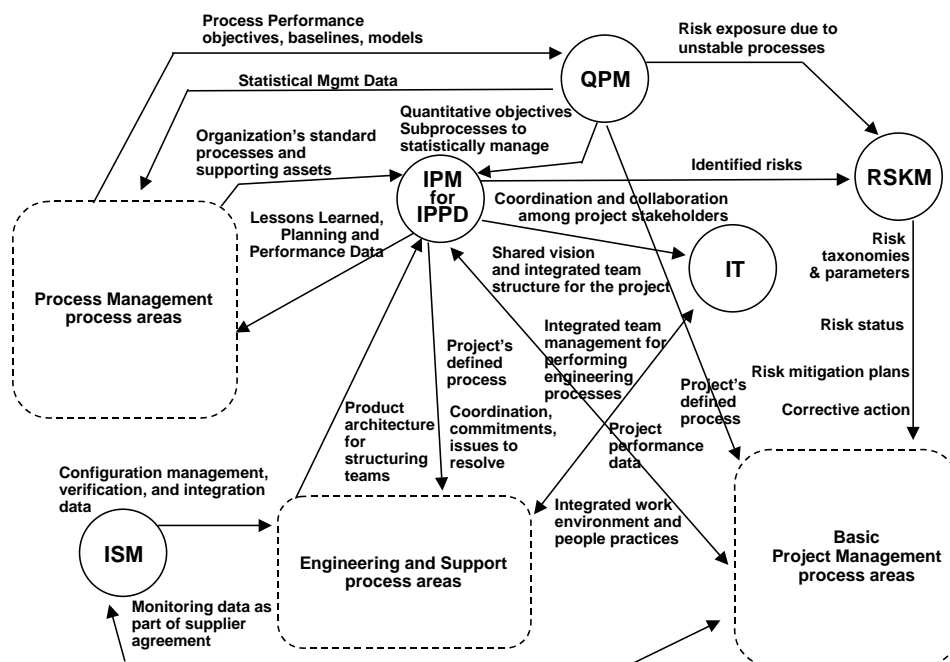 Process Performance
objectives, baselines, models
Risk exposure due to
unstable processes
QPM
Statistical Mgmt Data
Quantitative objectives
Subprocesses to
statistically manage
Organization's standard
processes and
supporting assets
Identified risks
RSKM
IPM
for
IPPD
Coordination and collaboration
among project stakeholders
Lessons Learned,
Planning and
Performance Data
Risk
taxonomies
& parameters
Shared vision
and integrated team
structure for the project
IT
Process Management
process areas
Risk status
Integrated team
management for
performing
engineering
processes
Project's
defined
process
Risk mitigation plans
Project's
defined
process
Corrective action
Product
architecture
for
structuring
teams
Coordination,
commitments,
issues to
resolve
Project
performance
data
Configuration management,
verification, and integration
data
Integrated work
environment and
people practices
ISM
Engineering and Support
process areas
Basic
Project Management
process areas
Monitoring data as
part of supplier
agreement